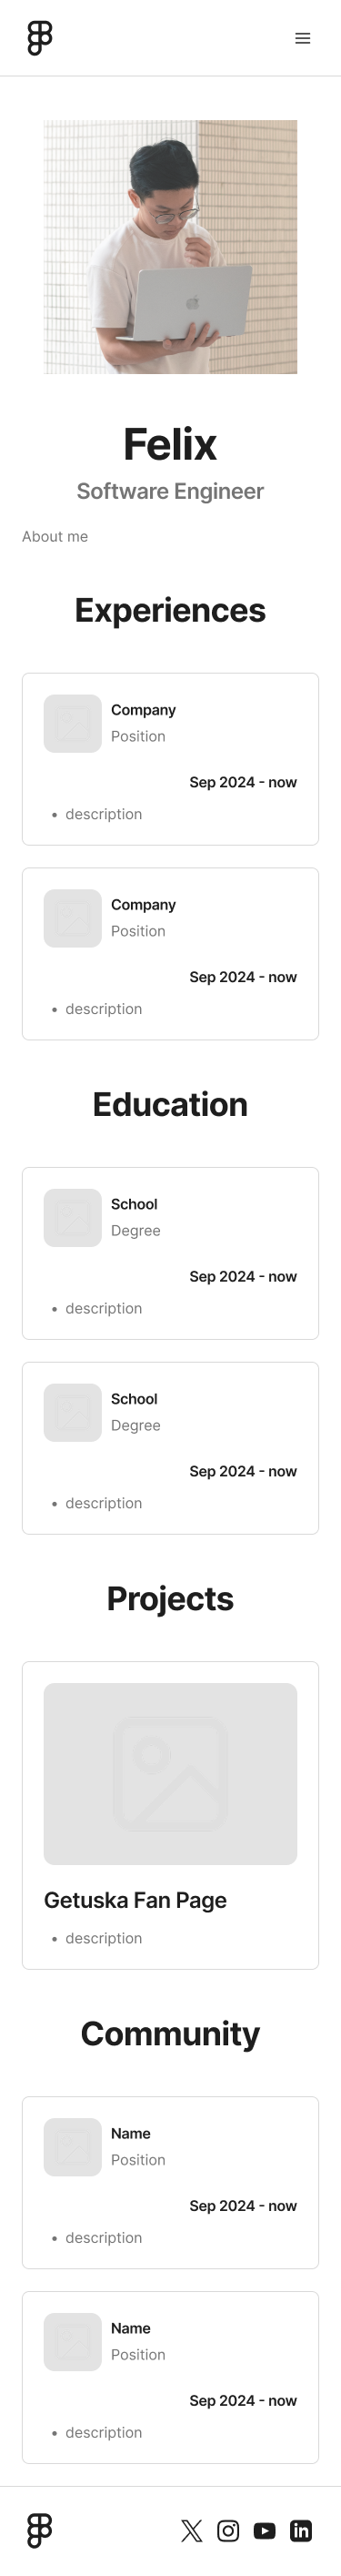 Felix
Software Engineer
About me
Experiences
Company
Position
Sep 2024 - now
• description
Company
Position
Sep 2024 - now
• description
Education
School
Degree
Sep 2024 - now
• description
School
Degree
Sep 2024 - now
• description
Projects
Getuska Fan Page
• description
Community
Name
Position
Sep 2024 - now
• description
Name
Position
Sep 2024 - now
• description